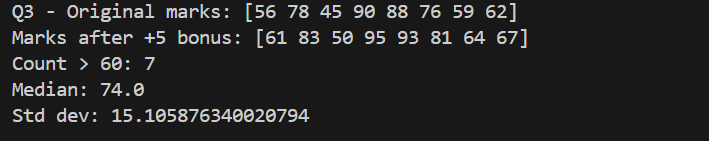 Q3 - Original marks: [56 78 45 90 88 76 59 62]
Marks after +5 bonus: [61 83 50 95 93 81 64 67]
Count > 60: 7
Median: 74.0
Std dev: 15.105876340020794